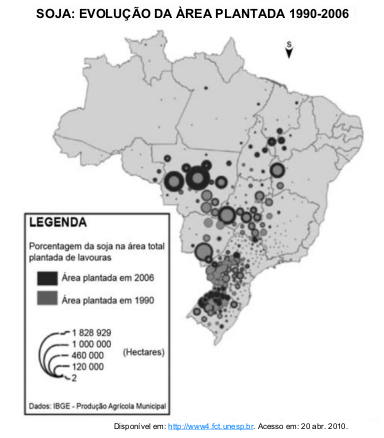 SOJA: EVOLUÇÃO DA ÀREA PLANTADA 1990-2006
S
LEGENDA
Porcentagem da soja na área total
plantada de lavouras
Área plantada em 2006
Área plantada em 1990
1 828 929
1 000 000
460 000
120 000
2
(Hectares)
Dados: IBGE - Produção Agrícola Municipal
Disponível em: http://www4.fct.unesp.br. Acesso em: 20 abr. 2010.